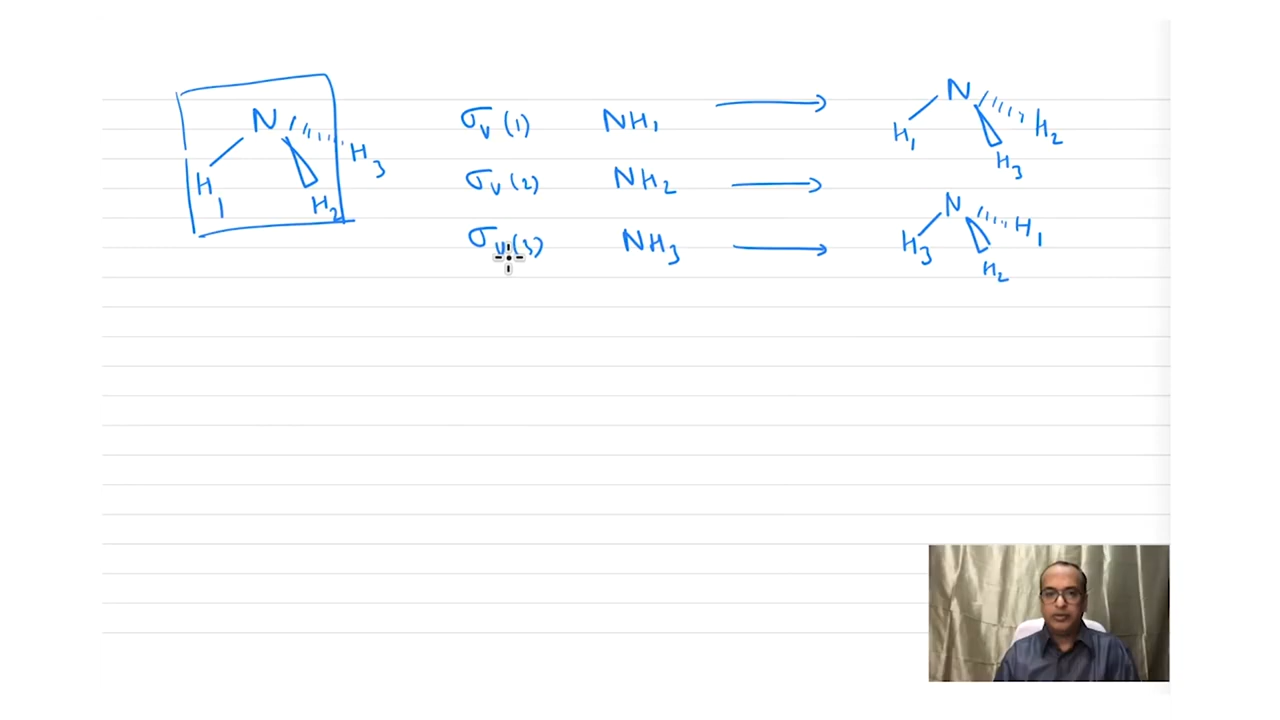 N H₁ H₂ H₃
σᵥ(1) NH₁ ⟶ N H₁ H₃ H₂
σᵥ(2) NH₂ ⟶ N H₃ H₂ H₁
σᵥ(3) NH₃ ⟶